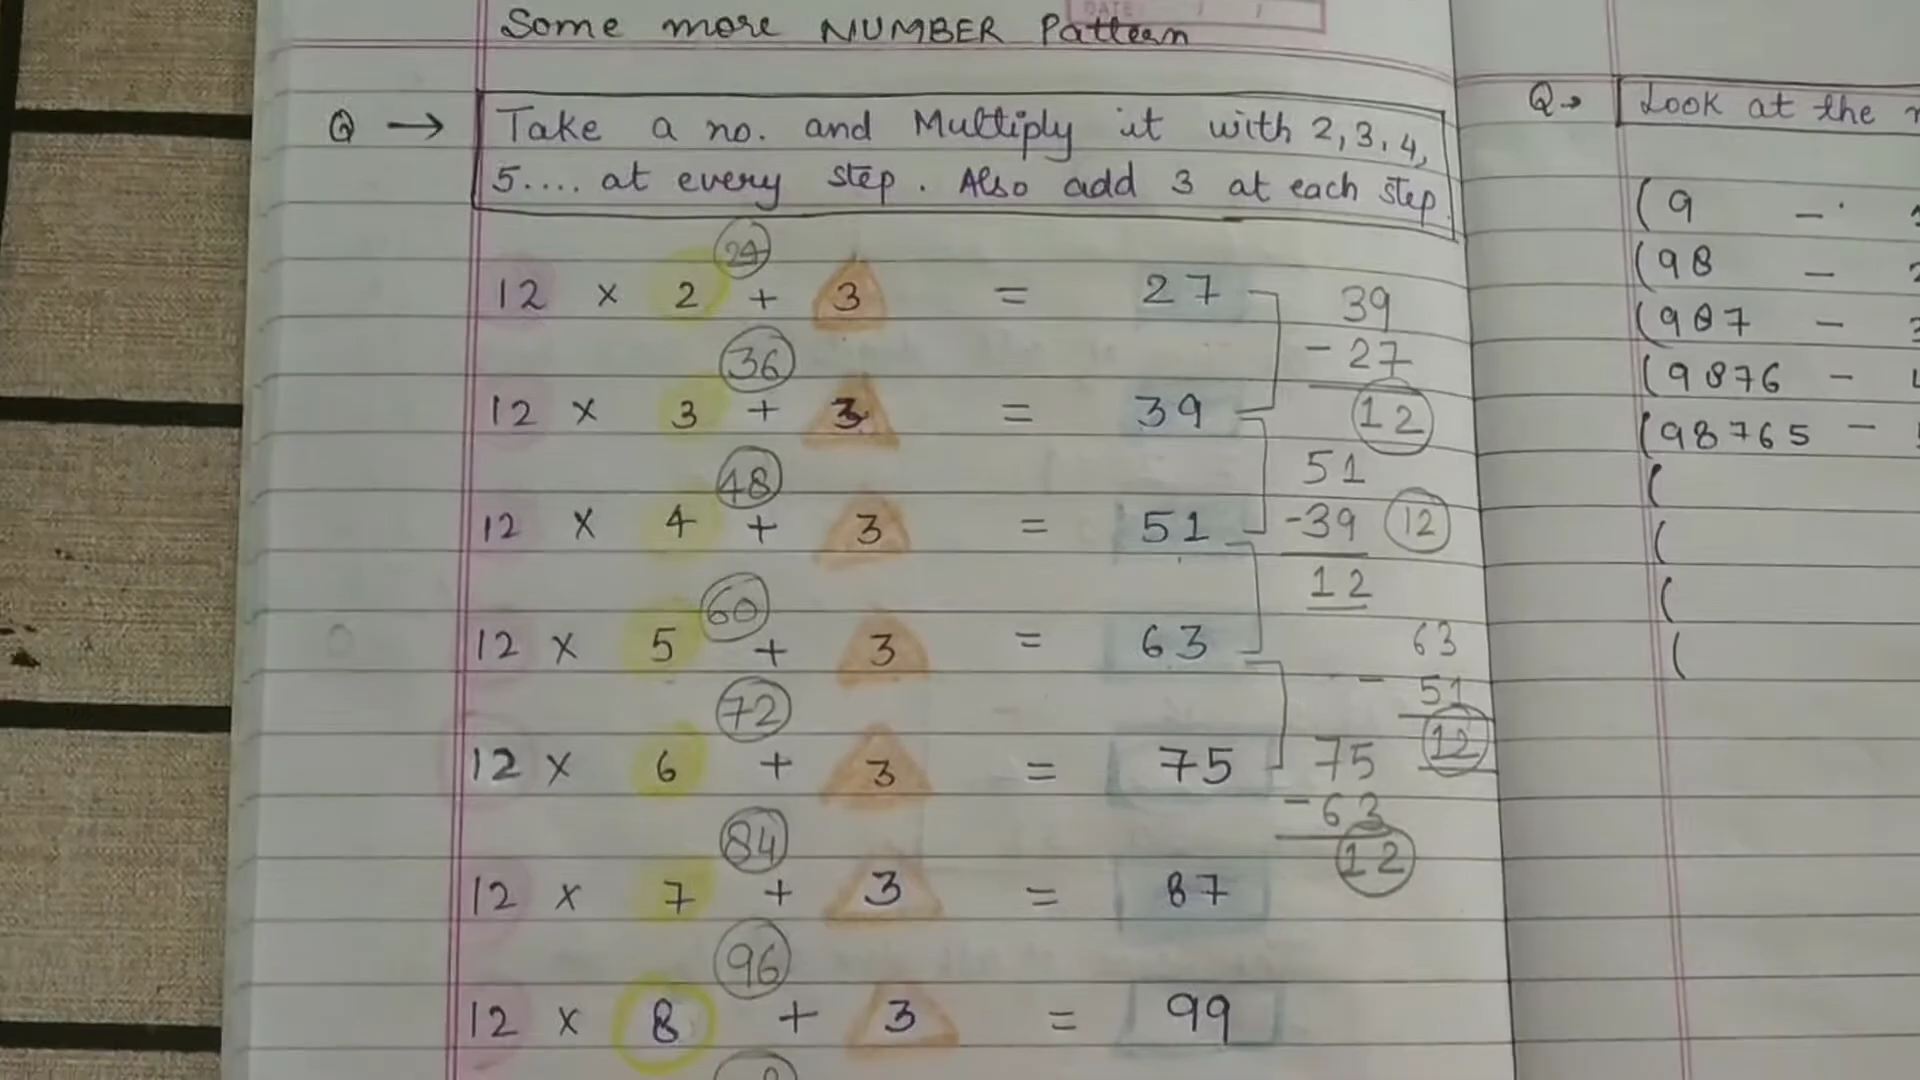 DATE / /
Some more NUMBER Pattern
Q → Take a no. and Multiply it with 2, 3, 4,
5.... at every step. Also add 3 at each step.
24
12 × 2 + 3 = 27
36
12 × 3 + 3 = 39
48
12 × 4 + 3 = 51
60
12 × 5 + 3 = 63
72
12 × 6 + 3 = 75
84
12 × 7 + 3 = 87
96
12 × 8 + 3 = 99
39
- 27
12
51
-39 12
12
63
- 51
12
75
- 63
12
Q→ Look at the
(9 -
(98 -
(987 -
(9876 -
(98765 -
(
(
(
(